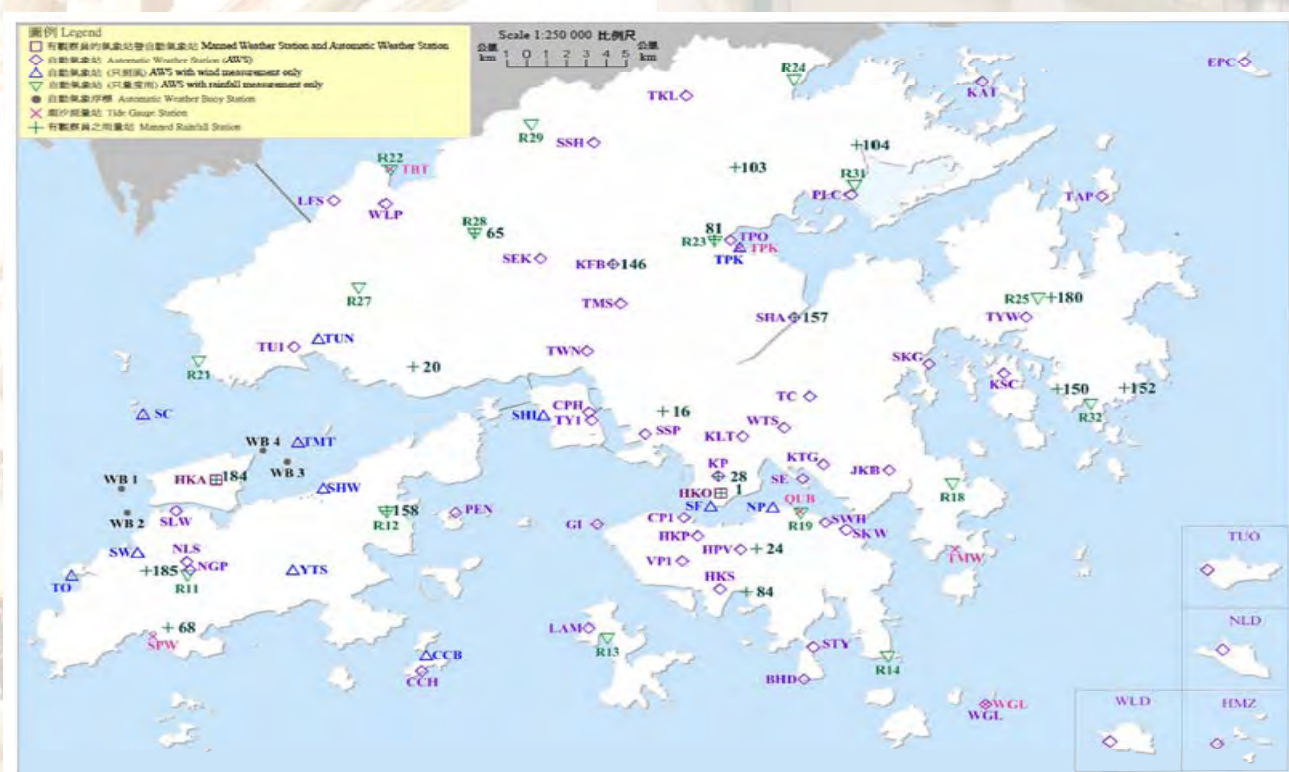 圖例 Legend
有觀察員的氣象站暨自動氣象站 Manned Weather Station and Automatic Weather Station
自動氣象站 Automatic Weather Station (AWS)
自動氣象站 (只測風) AWS with wind measurement only
自動氣象站 (只量度雨) AWS with rainfall measurement only
自動氣象浮標 Automatic Weather Buoy Station
Tide Gauge Station
有觀察員之雨量站 Manned Rainfall Station
Scale 1:250 000 比例尺
公里 km 1 0 1 2 3 4 5 公里 km
R24
EPC
KAT
TKL
R29
SSH
104
103
R22
TBT
R31
PLC
LFS
WLP
TAP
R28
65
81
R23
TPO
TPK
TPK
SEK
KFB
146
R27
TMS
R25
180
SHA
157
TYW
TUN
TU1
TWN
R21
20
SKG
KSC
150
152
R32
TC
SC
SHL
CPH
TY1
16
SSP
WTS
KLT
TMT
WB 4
WB 3
KP
28
KTG
JKB
HKA
184
WB 1
SHW
HKO
1
SE
R18
QUB
SF
NP
R19
WB 2
SLW
158
R12
PEN
GI
CP1
SWH
SKW
HKP
SW
NLS
HPV
24
TMW
TUO
VP1
185
NGP
R11
YTS
TO
HKS
84
68
SPW
LAM
R13
STY
NLD
CCB
CCH
R14
BHD
WGL
WGL
WLD
HMZ